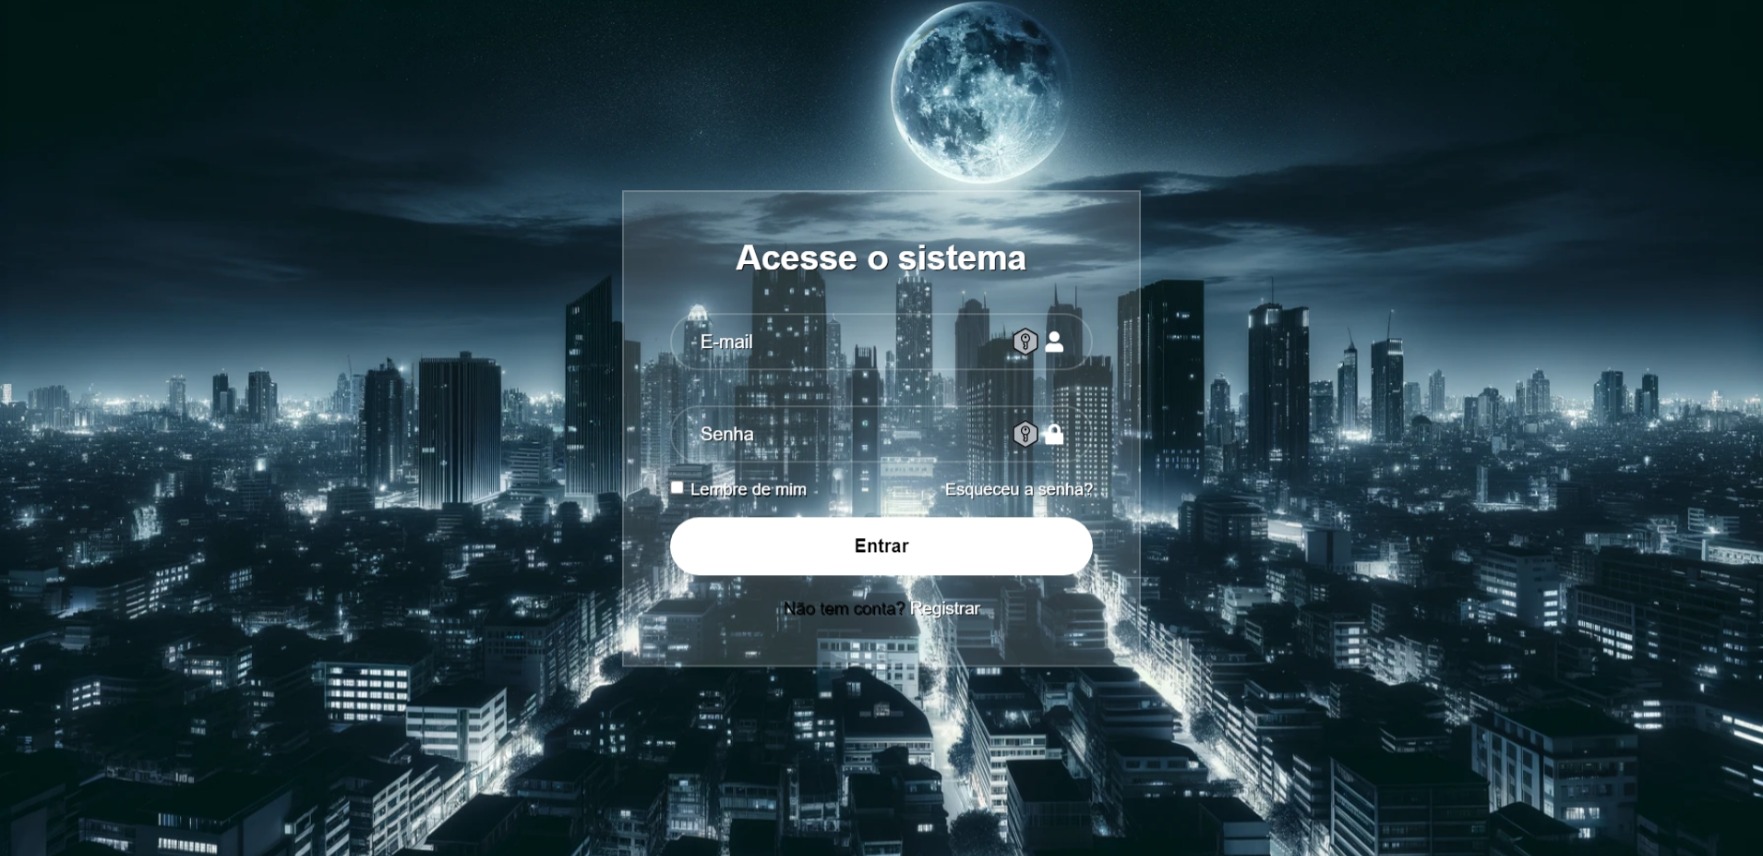 Acesse o sistema
E-mail
Senha
Lembre de mim
Esqueceu a senha?
Entrar
Não tem conta? Registrar